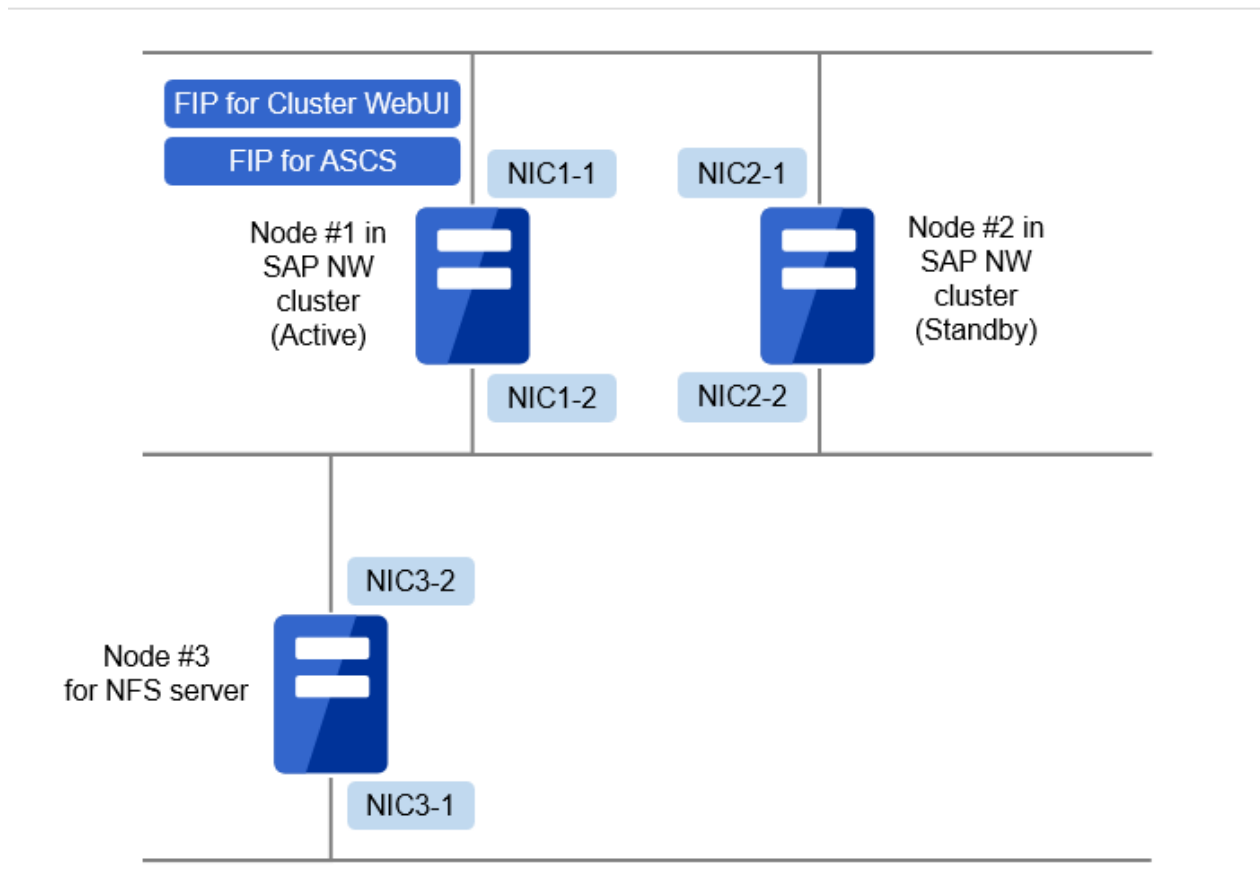 FIP for Cluster WebUI
FIP for ASCS
NIC1-1
NIC2-1
Node #1 in
SAP NW
cluster
(Active)
Node #2 in
SAP NW
cluster
(Standby)
NIC1-2
NIC2-2
NIC3-2
Node #3
for NFS server
NIC3-1